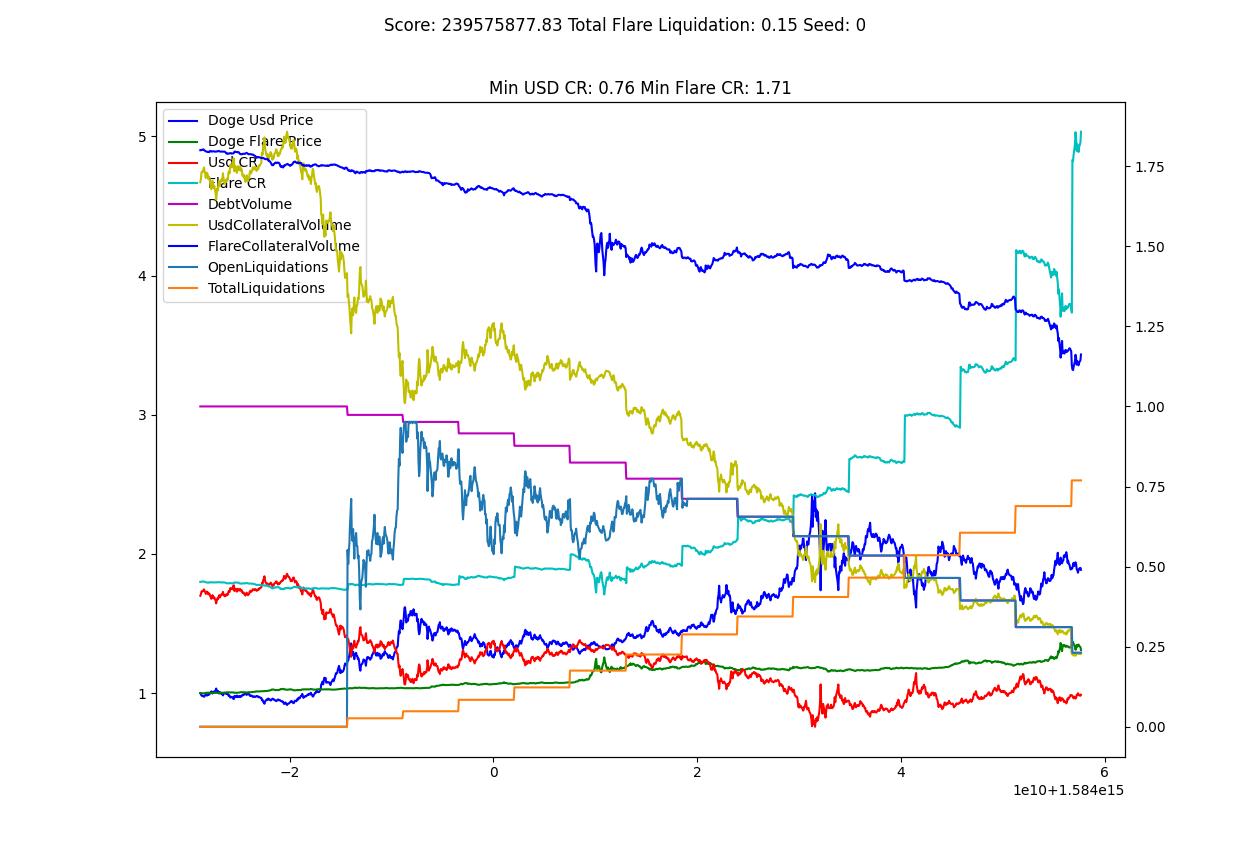 Score: 239575877.83 Total Flare Liquidation: 0.15 Seed: 0
Min USD CR: 0.76 Min Flare CR: 1.71
Doge Usd Price
Doge Flare Price
Usd CR
Flare CR
DebtVolume
UsdCollateralVolume
FlareCollateralVolume
OpenLiquidations
TotalLiquidations
5
4
3
2
1
1.75
1.50
1.25
1.00
0.75
0.50
0.25
0.00
−2
0
2
4
6
1e10+1.584e15